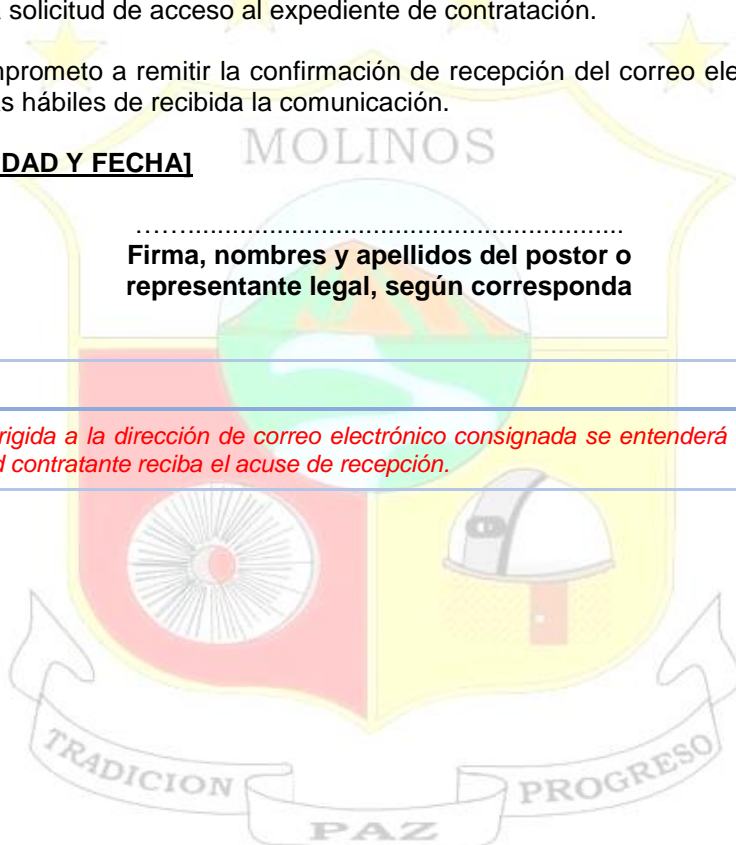 solicitud de acceso al expediente de contratación.
prometo a remitir la confirmación de recepción del correo
hábiles de recibida la comunicación.
MOLINOS
DAD Y FECHA]
……..........................................................
Firma, nombres y apellidos del postor o
representante legal, según corresponda
rigida a la dirección de correo electrónico consignada se entenderá
contratante reciba el acuse de recepción.
TRADICION
PAZ
PROGRESO